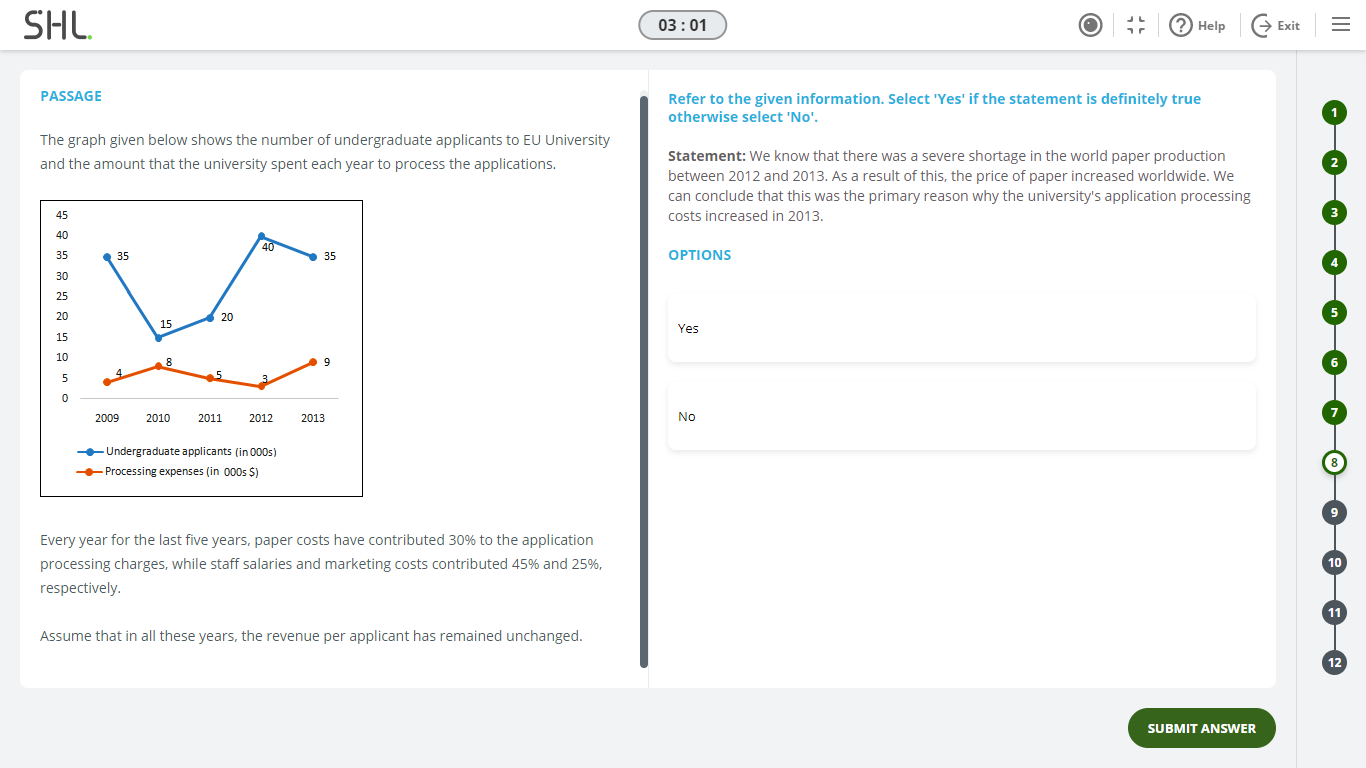 SHL.
03 : 01
Help
Exit
PASSAGE
The graph given below shows the number of undergraduate applicants to EU University
and the amount that the university spent each year to process the applications.
45
40
35
30
25
20
15
10
5
0
35
15
20
40
35
4
8
5
3
9
2009 2010 2011 2012 2013
Undergraduate applicants (in 000s)
Processing expenses (in 000s $)
Every year for the last five years, paper costs have contributed 30% to the application
processing charges, while staff salaries and marketing costs contributed 45% and 25%,
respectively.
Assume that in all these years, the revenue per applicant has remained unchanged.
Refer to the given information. Select 'Yes' if the statement is definitely true
otherwise select 'No'.
Statement: We know that there was a severe shortage in the world paper production
between 2012 and 2013. As a result of this, the price of paper increased worldwide. We
can conclude that this was the primary reason why the university's application processing
costs increased in 2013.
OPTIONS
Yes
No
1
2
3
4
5
6
7
8
9
10
11
12
SUBMIT ANSWER